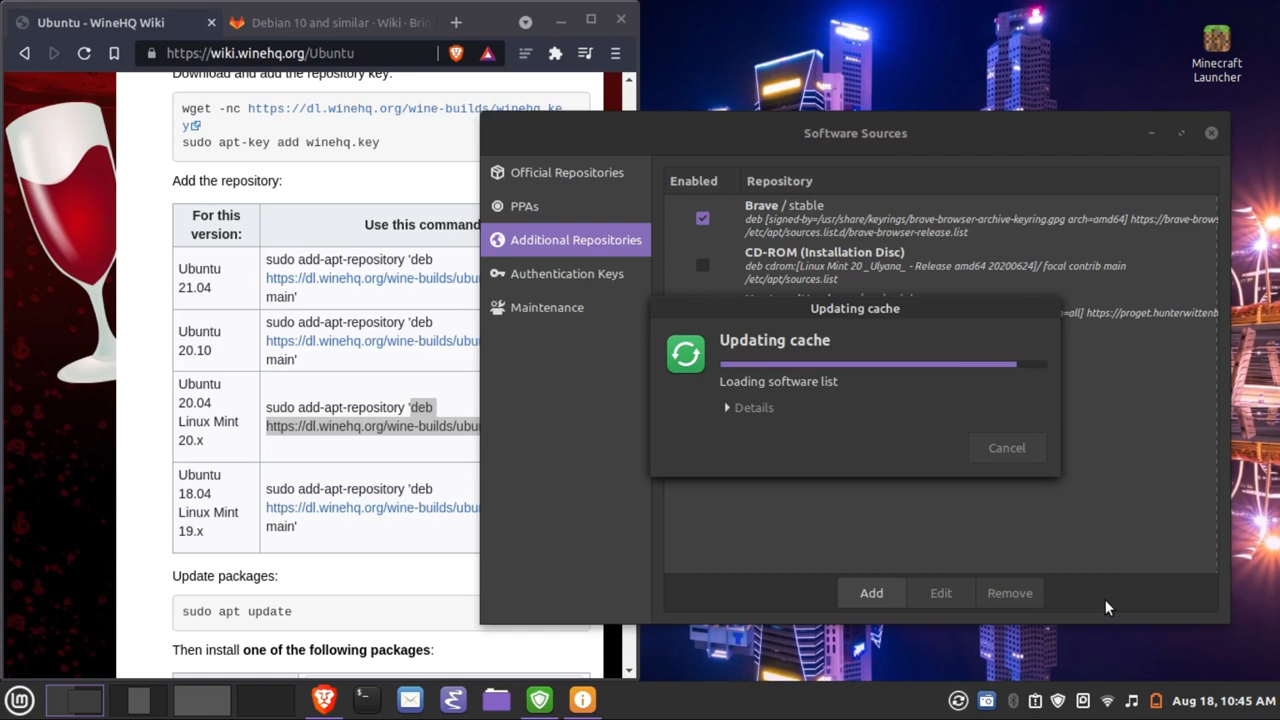 Ubuntu - WineHQ Wiki
Debian 10 and similar · Wiki · Brin
https://wiki.winehq.org/Ubuntu
Download and add the repository key:
wget -nc https://dl.winehq.org/wine-builds/winehq.ke
y
sudo apt-key add winehq.key
Add the repository:
For this
version:
Use this command
Ubuntu
21.04
sudo add-apt-repository 'deb
https://dl.winehq.org/wine-builds/ubu
main'
Ubuntu
20.10
sudo add-apt-repository 'deb
https://dl.winehq.org/wine-builds/ubu
main'
Ubuntu
20.04
Linux Mint
20.x
sudo add-apt-repository 'deb
https://dl.winehq.org/wine-builds/ubu
Ubuntu
18.04
Linux Mint
19.x
sudo add-apt-repository 'deb
https://dl.winehq.org/wine-builds/ubu
main'
Update packages:
sudo apt update
Then install one of the following packages:
Software Sources
Official Repositories
PPAs
Additional Repositories
Authentication Keys
Maintenance
Enabled
Repository
Brave / stable
deb [signed-by=/usr/share/keyrings/brave-browser-archive-keyring.gpg arch=amd64] https://brave-brows
/etc/apt/sources.list.d/brave-browser-release.list
CD-ROM (Installation Disc)
deb cdrom:[Linux Mint 20 _Ulyana_ - Release amd64 20200624]/ focal contrib main
/etc/apt/sources.list
=all] https://proget.hunterwittenb
Updating cache
Updating cache
Loading software list
Details
Cancel
Add
Edit
Remove
Minecraft
Launcher
Aug 18, 10:45 AM